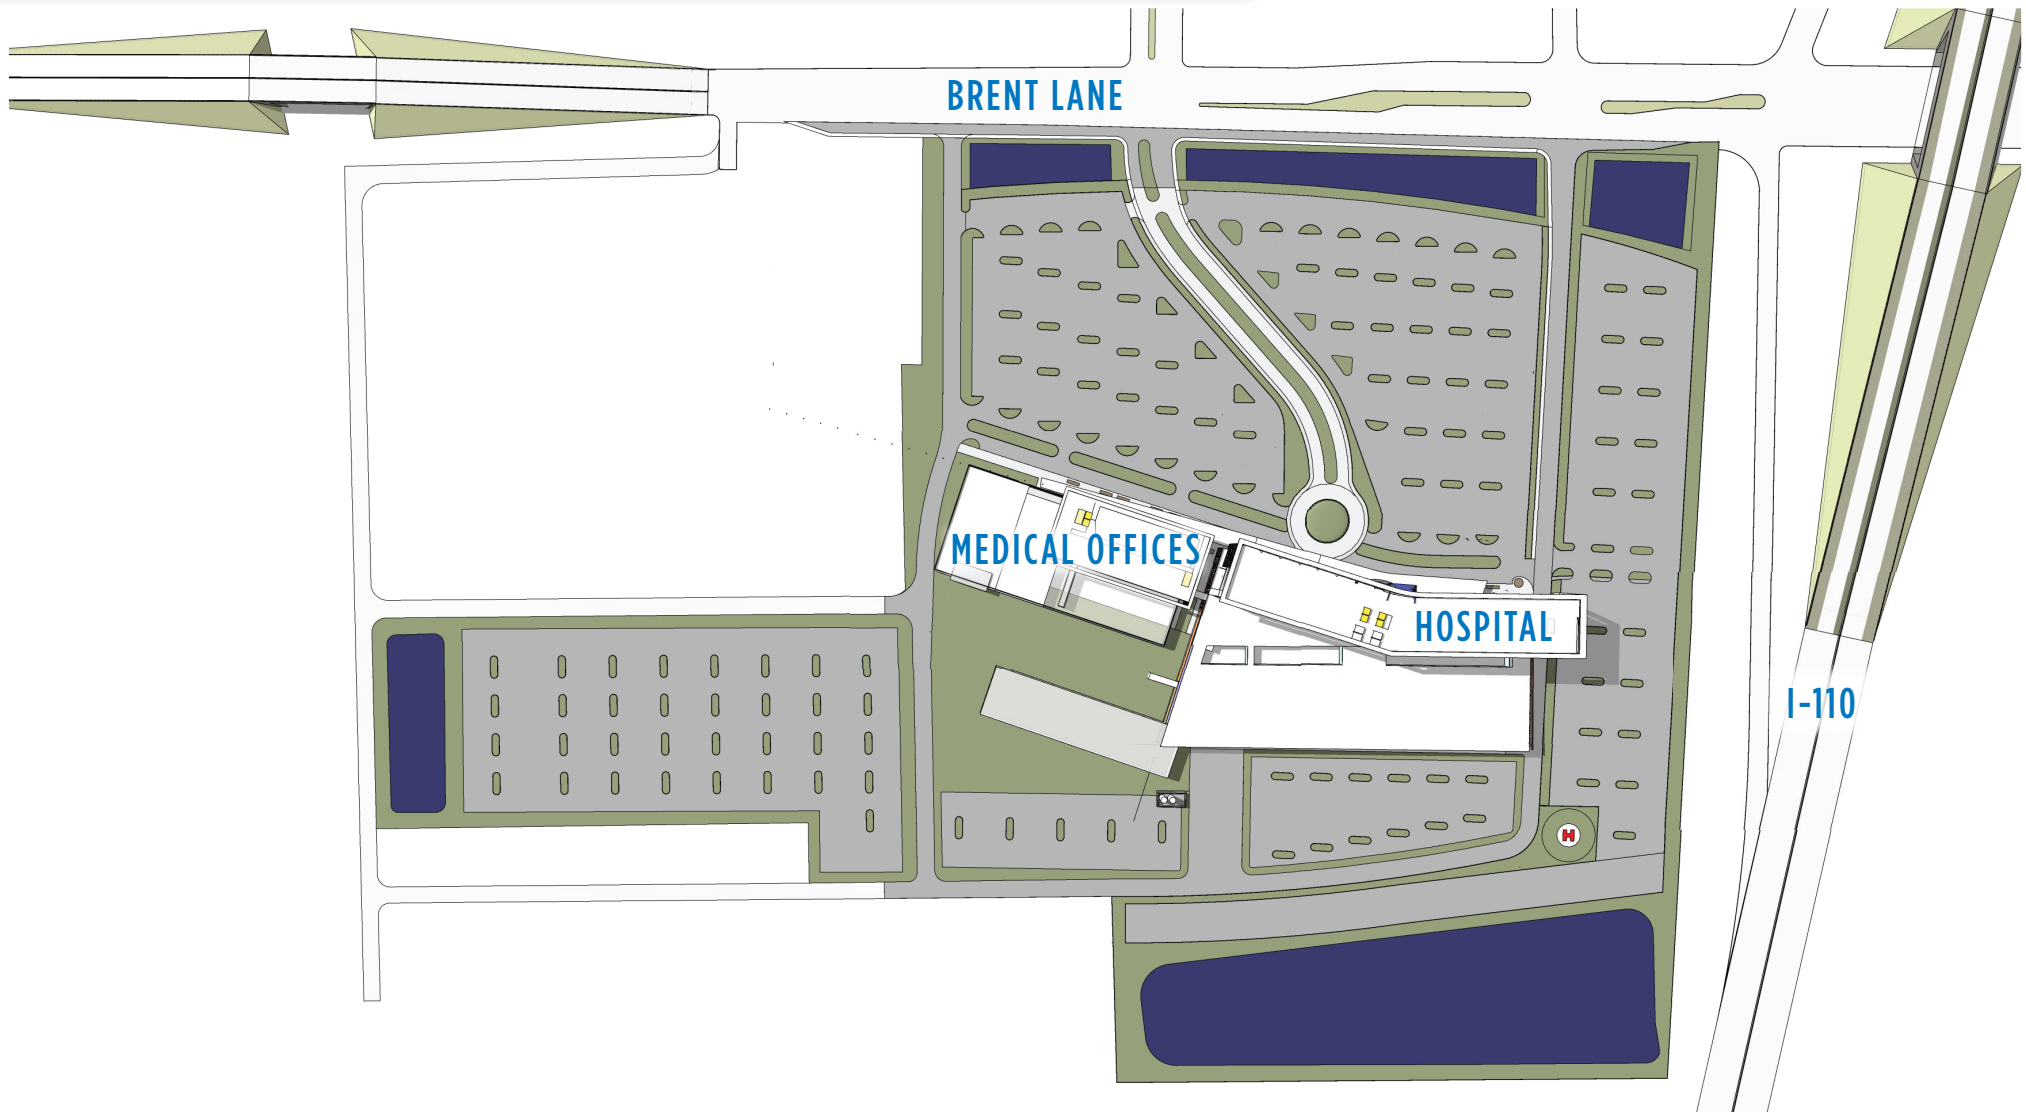 BRENT LANE
MEDICAL OFFICES
HOSPITAL
I-110
H